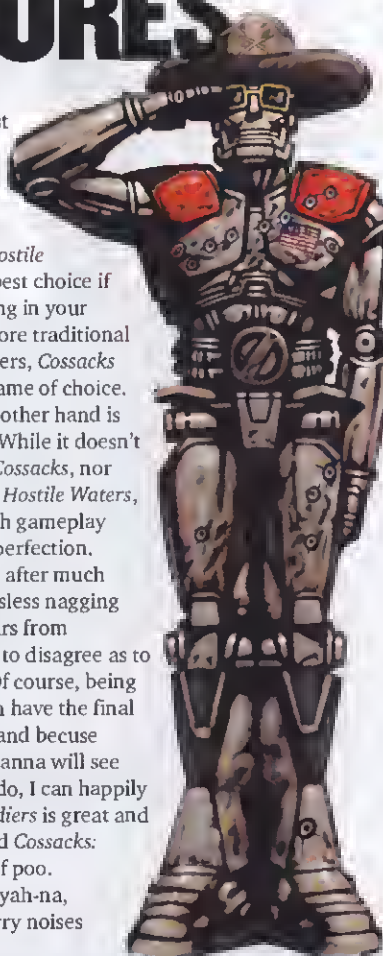 URES
st
ostile
best choice if
ng in your
ore traditional
ers, Cossacks
ame of choice.
other hand is
While it doesn't
Cossacks, nor
Hostile Waters,
h gameplay
perfection.
after much
sless nagging
rs from
to disagree as to
Of course, being
n have the final
and becuse
anna will see
do, I can happily
diers is great and
d Cossacks:
f poo.
yah-na,
rry noises